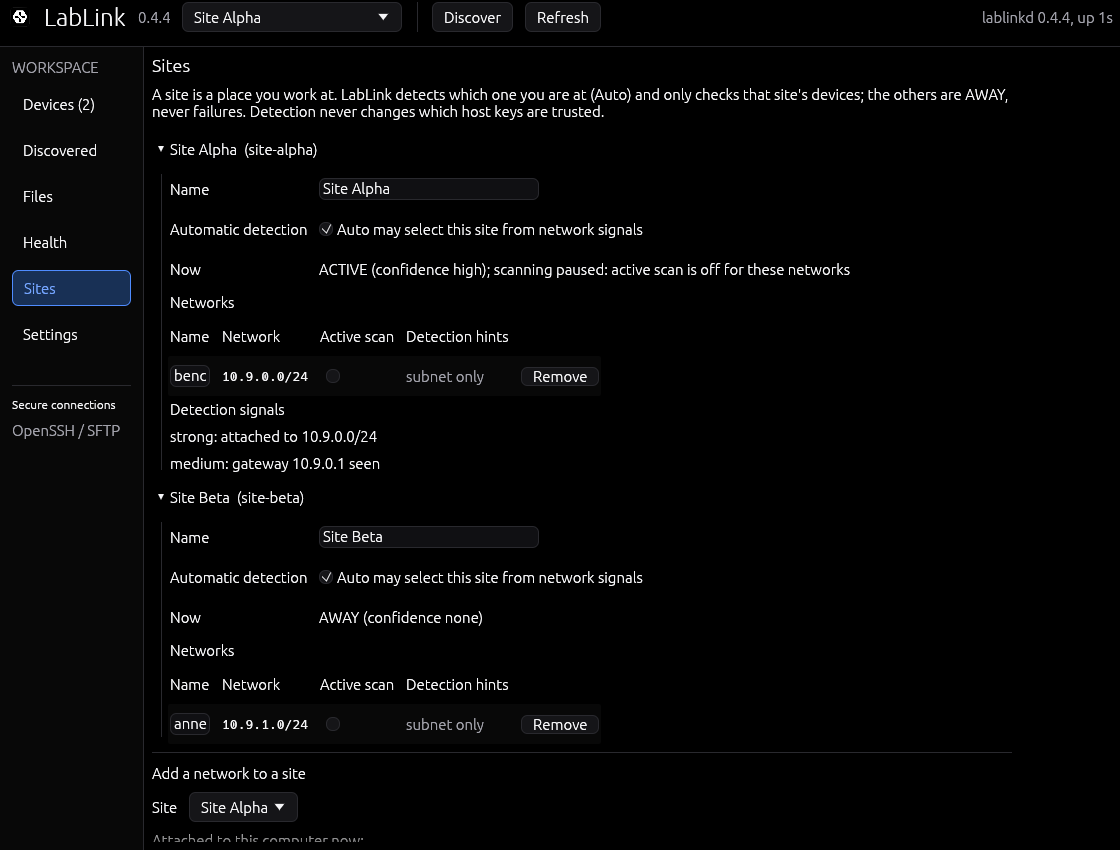 LabLink 0.4.4 Site Alpha Discover Refresh lablinkd 0.4.4, up 1s
WORKSPACE
Devices (2)
Discovered
Files
Health
Sites
Settings
Secure connections
OpenSSH / SFTP
Sites
A site is a place you work at. LabLink detects which one you are at (Auto) and only checks that site's devices; the others are AWAY,
never failures. Detection never changes which host keys are trusted.
Site Alpha (site-alpha)
Name Site Alpha
Automatic detection Auto may select this site from network signals
Now ACTIVE (confidence high); scanning paused: active scan is off for these networks
Networks
Name Network Active scan Detection hints
benc 10.9.0.0/24 subnet only Remove
Detection signals
strong: attached to 10.9.0.0/24
medium: gateway 10.9.0.1 seen
Site Beta (site-beta)
Name Site Beta
Automatic detection Auto may select this site from network signals
Now AWAY (confidence none)
Networks
Name Network Active scan Detection hints
anne 10.9.1.0/24 subnet only Remove
Add a network to a site
Site Site Alpha
Attached to this computer now: